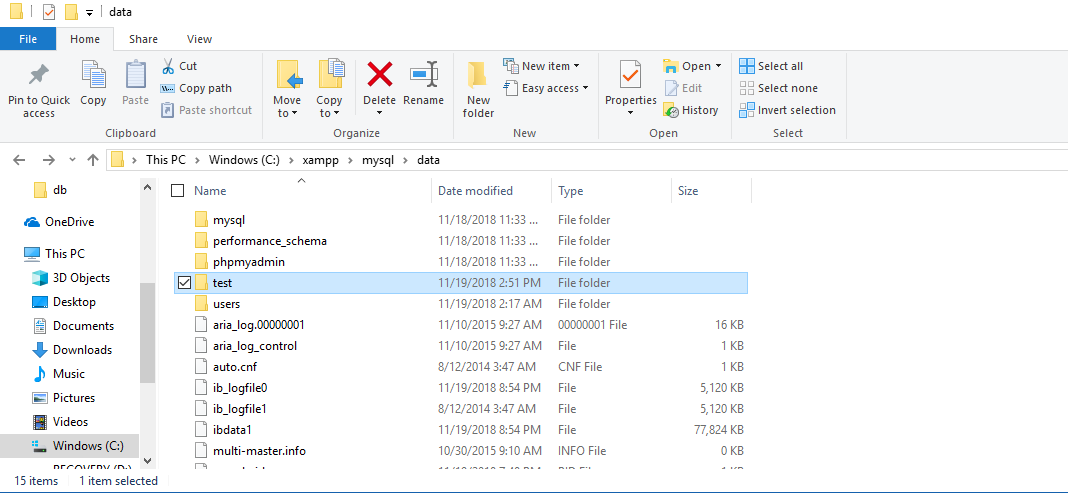 data
File Home Share View
Pin to Quick access
Copy
Paste
Cut
Copy path
Paste shortcut
Clipboard
Move to
Copy to
Delete
Rename
Organize
New folder
New item
Easy access
New
Properties
Open
Edit
History
Open
Select all
Select none
Invert selection
Select
This PC Windows (C:) xampp mysql data
db
OneDrive
This PC
3D Objects
Desktop
Documents
Downloads
Music
Pictures
Videos
Windows (C:)
Name Date modified Type Size
mysql 11/18/2018 11:33 ... File folder
performance_schema 11/18/2018 11:33 ... File folder
phpmyadmin 11/18/2018 11:33 ... File folder
test 11/19/2018 2:51 PM File folder
users 11/19/2018 2:17 AM File folder
aria_log.00000001 11/10/2015 9:27 AM 00000001 File 16 KB
aria_log_control 11/10/2015 9:27 AM File 1 KB
auto.cnf 8/12/2014 3:47 AM CNF File 1 KB
ib_logfile0 11/19/2018 8:54 PM File 5,120 KB
ib_logfile1 8/12/2014 3:47 AM File 5,120 KB
ibdata1 11/19/2018 8:54 PM File 77,824 KB
multi-master.info 10/30/2015 9:10 AM INFO File 0 KB
15 items 1 item selected